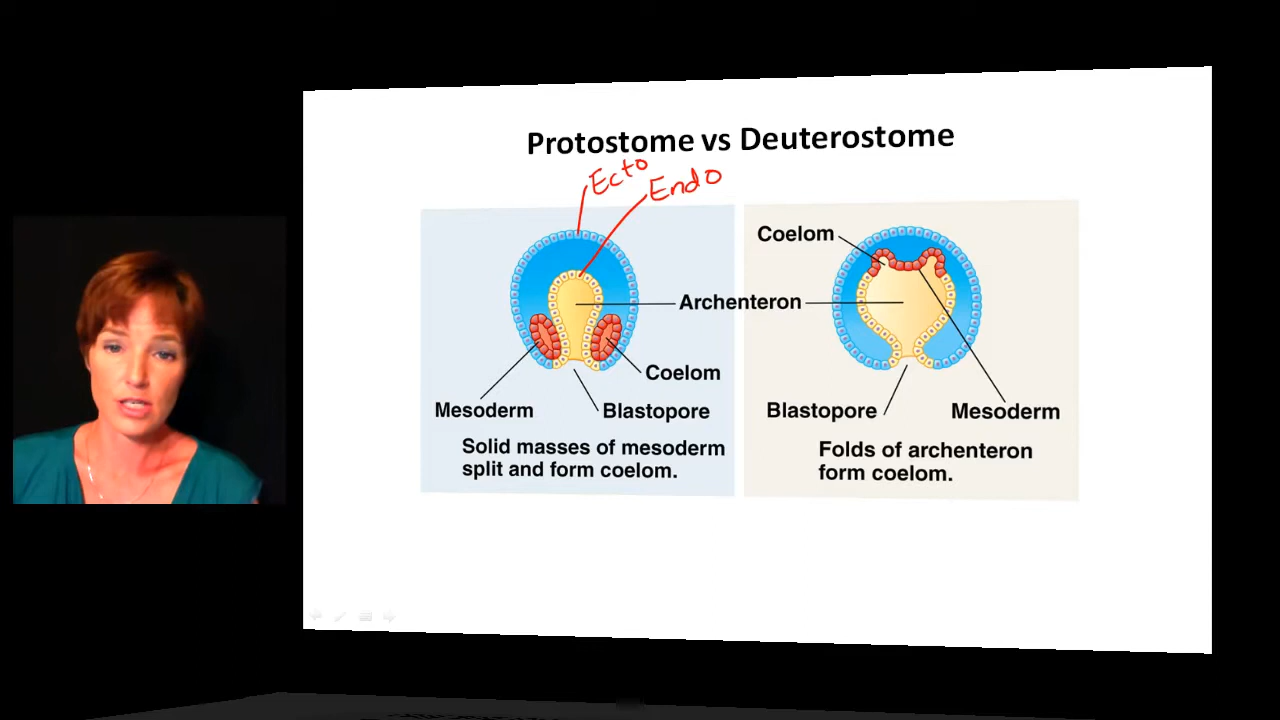 Protostome vs Deuterostome
Ecto
Endo
Coelom
Archenteron
Coelom
Mesoderm
Blastopore
Blastopore
Mesoderm
Solid masses of mesoderm
split and form coelom.
Folds of archenteron
form coelom.